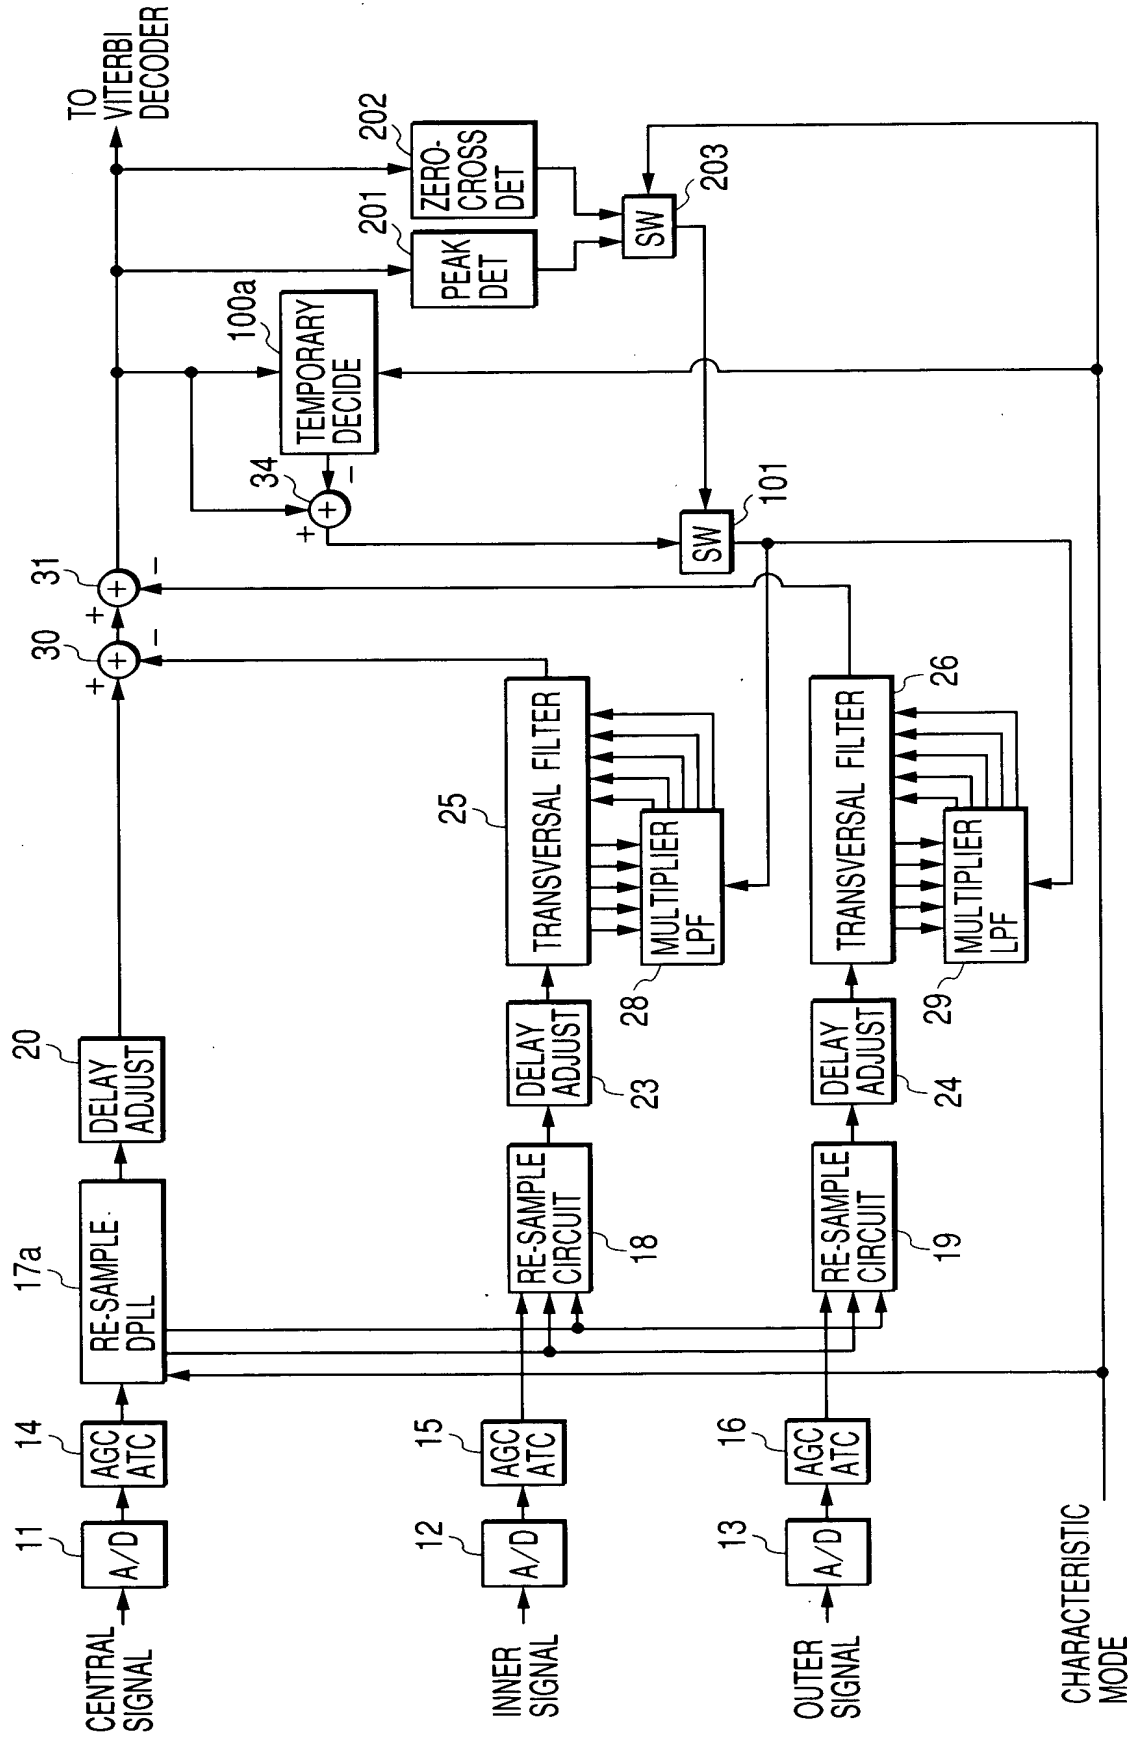 CENTRAL
SIGNAL
11
A/D
14
AGC
ATC
17a
RE-SAMPLE
DPLL
20
DELAY
ADJUST
30
+
+
−
31
+
+
−
TO
VITERBI
DECODER
100a
TEMPORARY
DECIDE
34
+
+
−
201
PEAK
DET
202
ZERO-
CROSS
DET
SW
203
SW
101
INNER
SIGNAL
12
A/D
15
AGC
ATC
RE-SAMPLE
CIRCUIT
18
DELAY
ADJUST
23
25
TRANSVERSAL FILTER
MULTIPLIER
LPF
28
OUTER
SIGNAL
13
A/D
16
AGC
ATC
RE-SAMPLE
CIRCUIT
19
DELAY
ADJUST
24
TRANSVERSAL FILTER
26
MULTIPLIER
LPF
29
CHARACTERISTIC
MODE